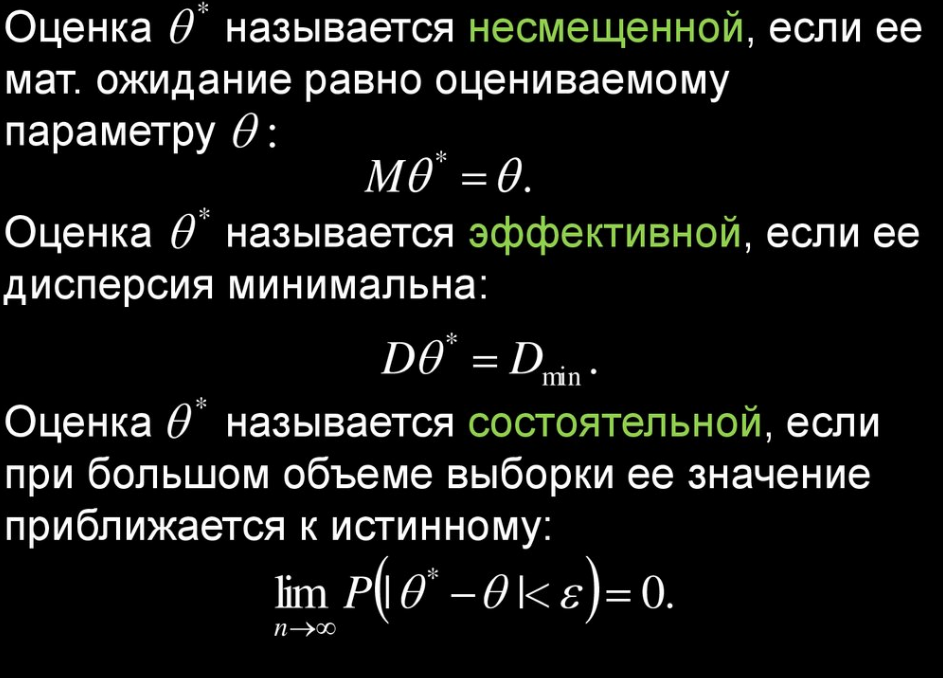 Оценка θ* называется несмещенной, если ее
мат. ожидание равно оцениваемому
параметру θ :
Mθ* = θ.
Оценка θ* называется эффективной, если ее
дисперсия минимальна:
Dθ* = Dmin .
Оценка θ* называется состоятельной, если
при большом объеме выборки ее значение
приближается к истинному:
lim n→∞ P(| θ* − θ |< ε) = 0.